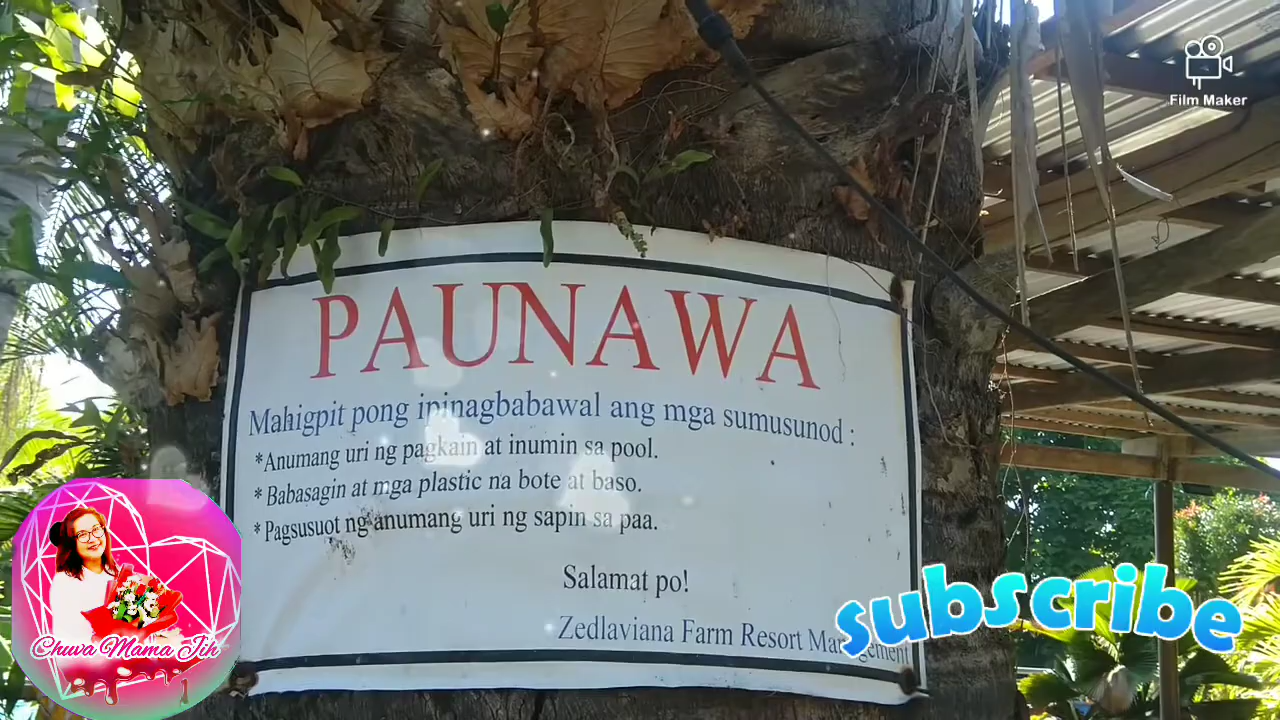 Film Maker
PAUNAWA
Mahigpit pong ipinagbabawal ang mga sumusunod :
*Anumang uri ng pagkain at inumin sa pool.
* Babasagin at mga plastic na bote at baso.
* Pagsusuot ng anumang uri ng sapin sa paa.
Salamat po!
Zedlaviana Farm Resort Management
subscribe
Chuva Mama Jih